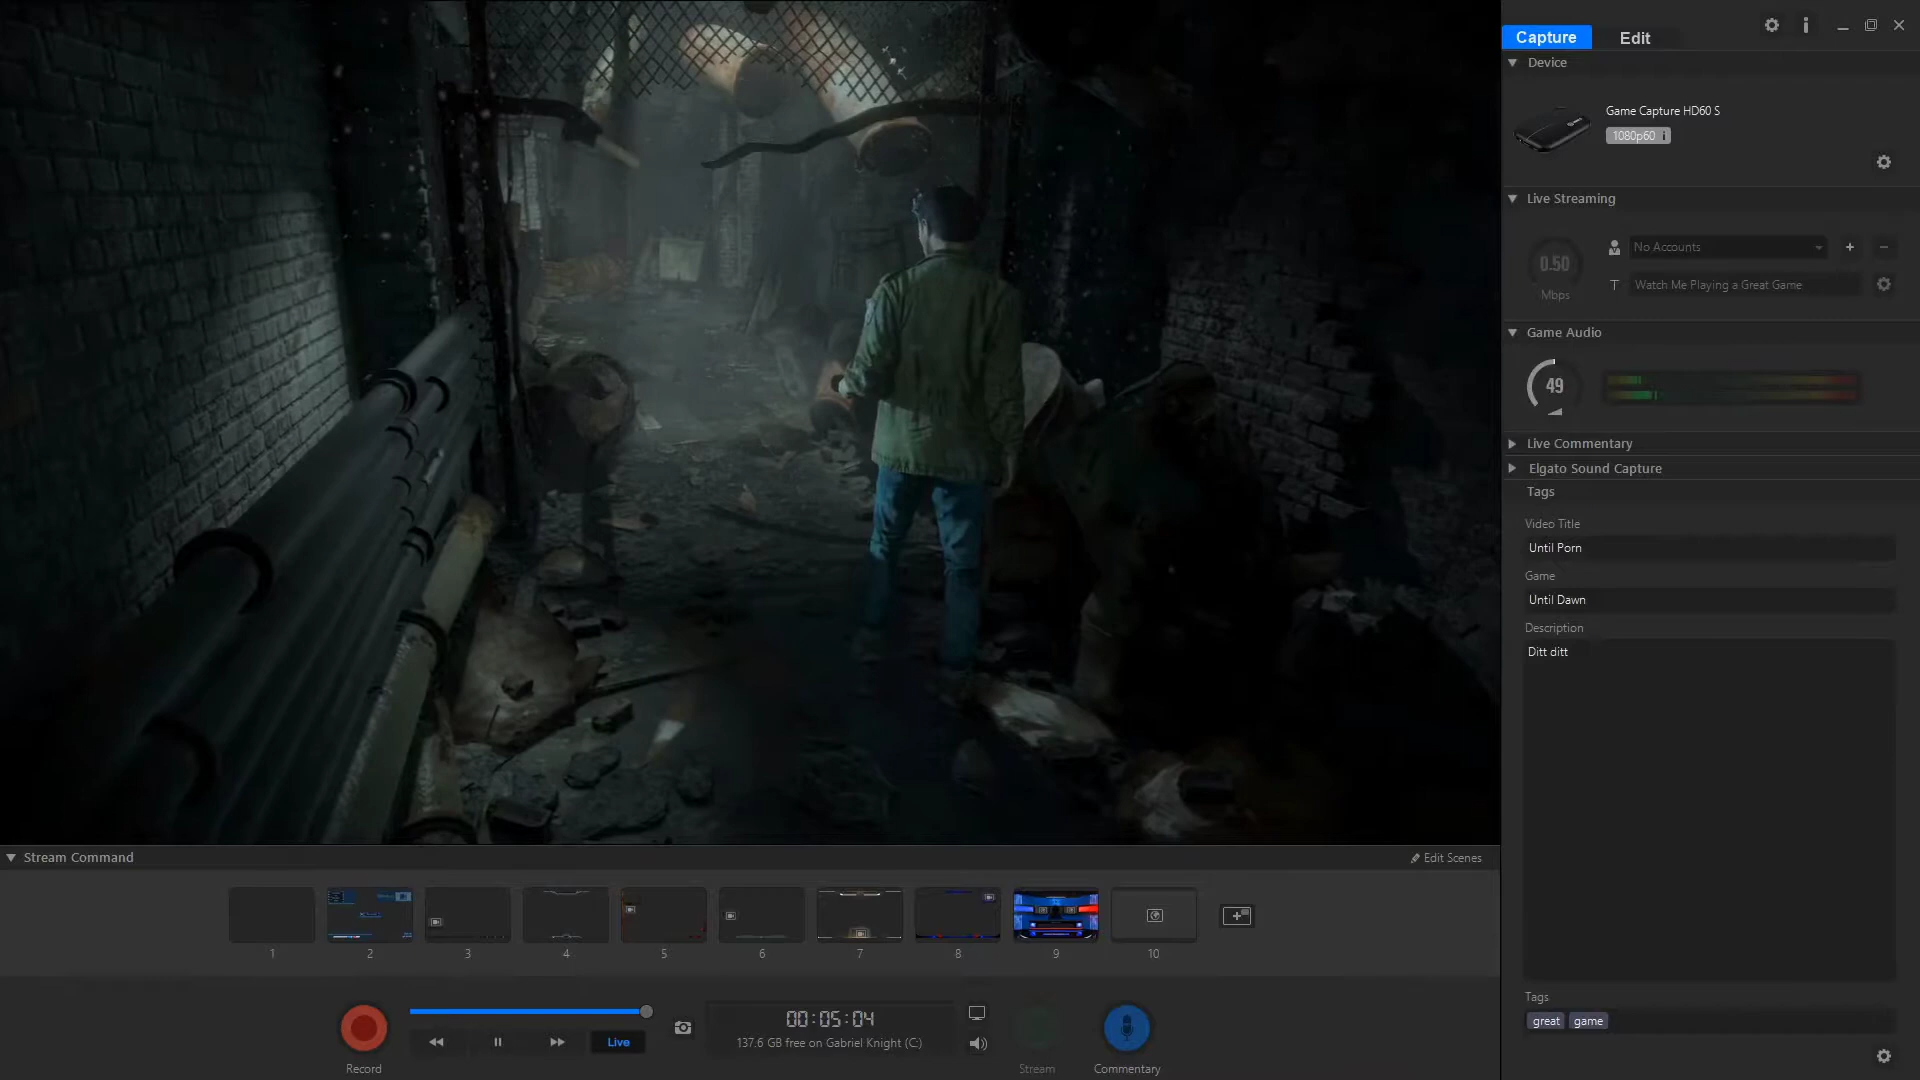 Capture
Edit
Device
Game Capture HD60 S
1080p60 i
Live Streaming
0.50
Mbps
No Accounts
T
Watch Me Playing a Great Game
Game Audio
49
Live Commentary
Elgato Sound Capture
Tags
Video Title
Until Porn
Game
Until Dawn
Description
Ditt ditt
Stream Command
Edit Scenes
1 2 3 4 5 6 7 8 9 10
00:05:04
Live
137.6 GB free on Gabriel Knight (C:)
Record
Stream
Commentary
Tags
great game